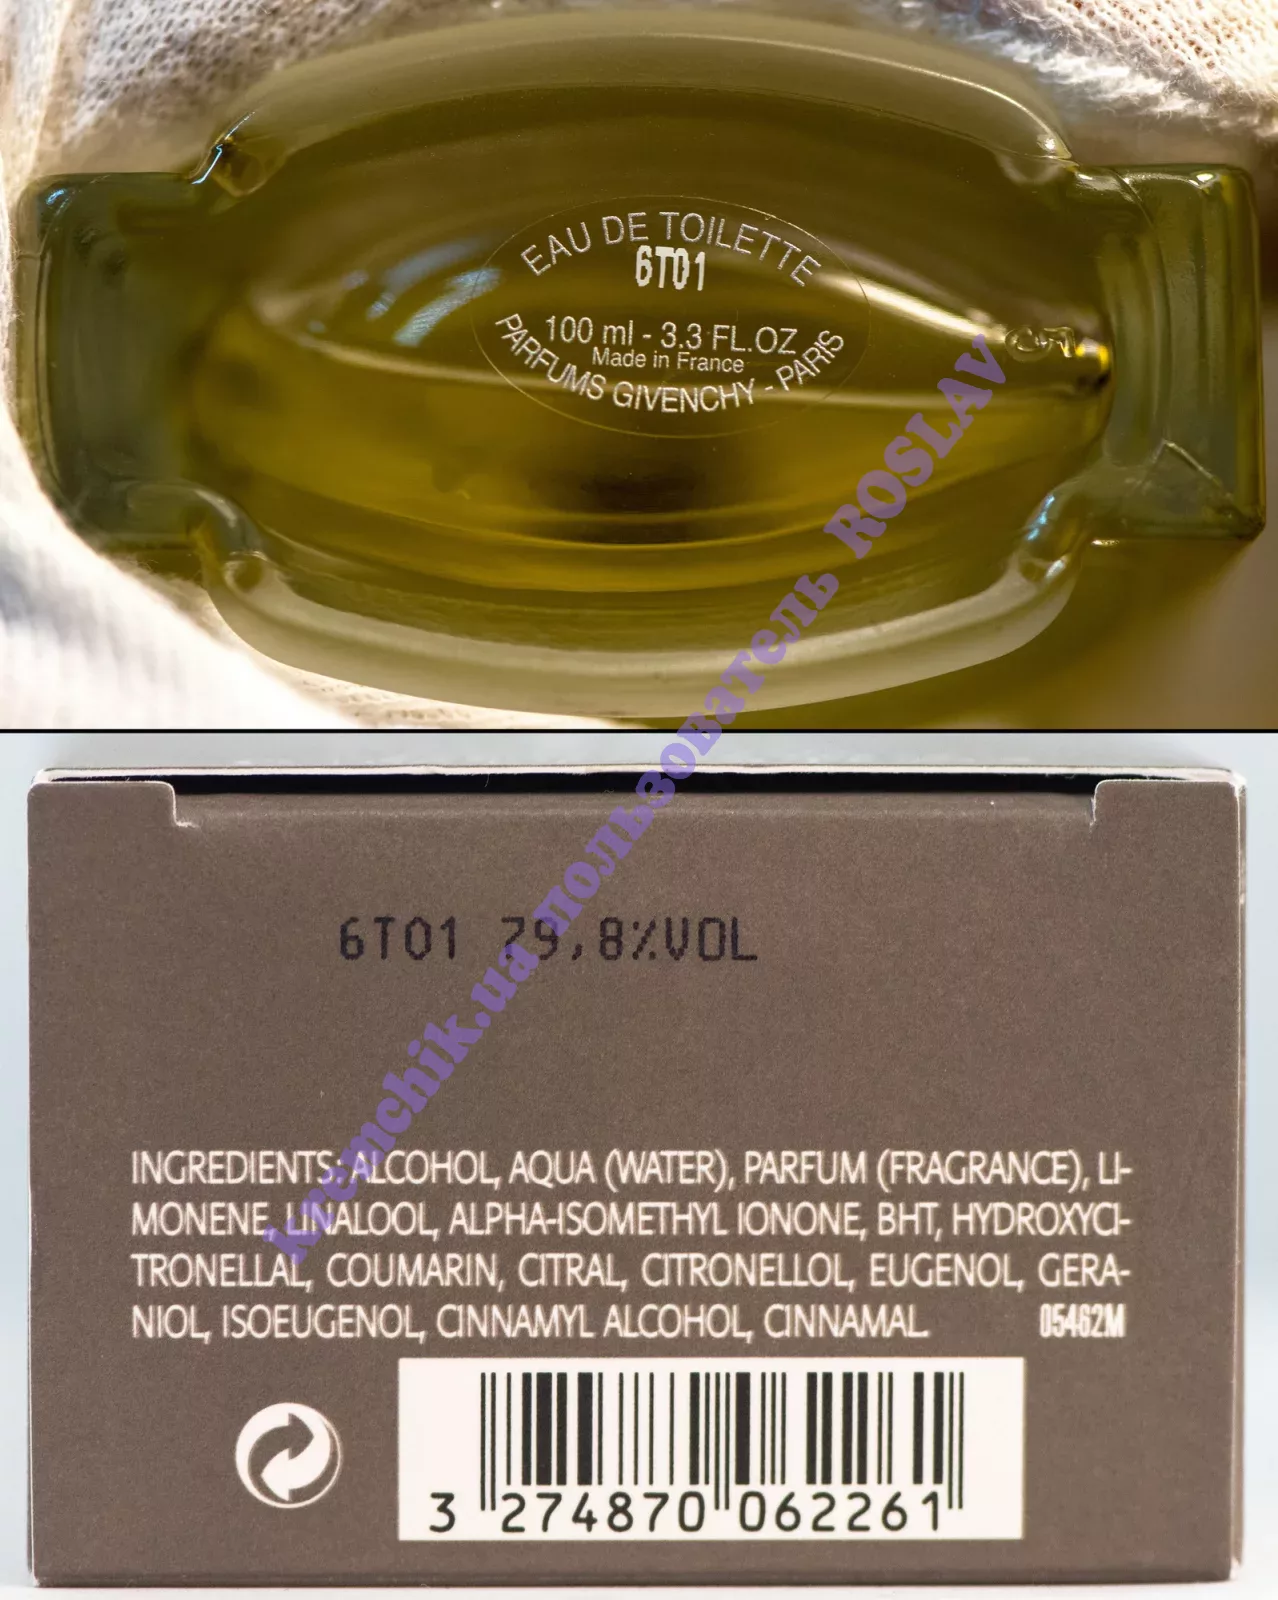 EAU DE TOILETTE
6T01
100 ml - 3.3 FL.OZ
Made in France
PARFUMS GIVENCHY - PARIS
kremchik.ua пользователь ROSLAV
6T01 79,8%VOL
INGREDIENTS: ALCOHOL, AQUA (WATER), PARFUM (FRAGRANCE), LI-
MONENE, LINALOOL, ALPHA-ISOMETHYL IONONE, BHT, HYDROXYCI-
TRONELLAL, COUMARIN, CITRAL, CITRONELLOL, EUGENOL, GERA-
NIOL, ISOEUGENOL, CINNAMYL ALCOHOL, CINNAMAL.
05462M
3 274870 062261